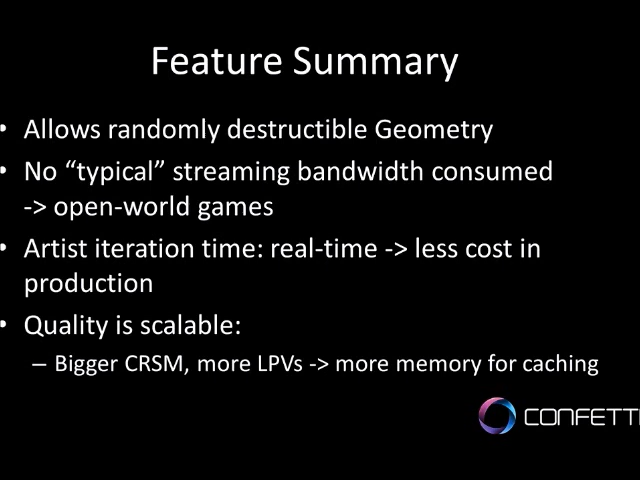 Feature Summary
• Allows randomly destructible Geometry
• No “typical” streaming bandwidth consumed
-> open-world games
• Artist iteration time: real-time -> less cost in
production
• Quality is scalable:
– Bigger CRSM, more LPVs -> more memory for caching
CONFETTI